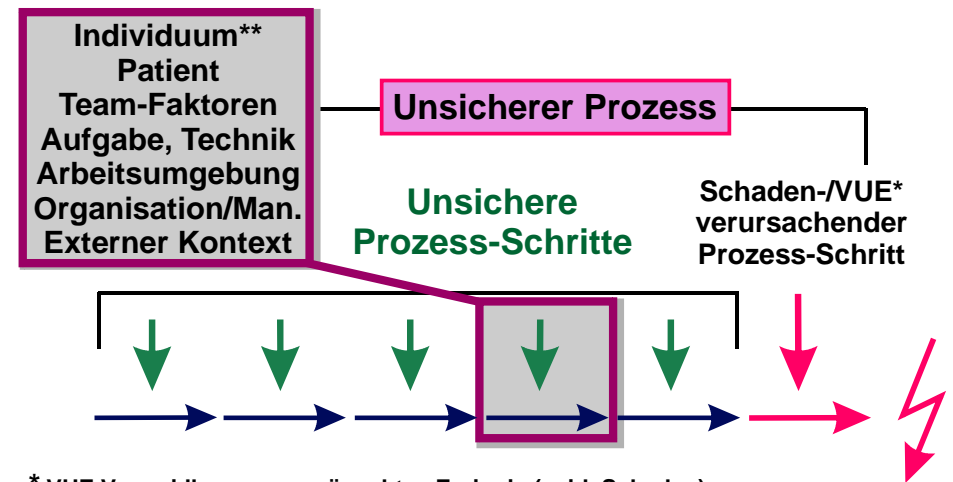 Individuum**
Patient
Team-Faktoren
Aufgabe, Technik
Arbeitsumgebung
Organisation/Man.
Externer Kontext
Unsicherer Prozess
Unsichere
Prozess-Schritte
Schaden-/VUE*
verursachender
Prozess-Schritt
* VUE